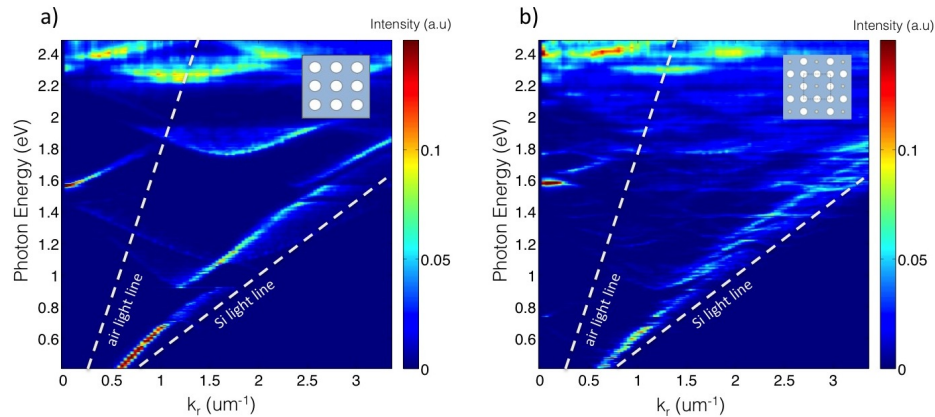 a)
Intensity (a.u)
2.4
2.2
2
1.8
1.6
1.4
1.2
1
0.8
0.6
Photon Energy (eV)
air light line
Si light line
0.1
0.05
0
0 0.5 1 1.5 2 2.5 3
k_r (um⁻¹)
b)
Intensity (a.u)
2.4
2.2
2
1.8
1.6
1.4
1.2
1
0.8
0.6
Photon Energy (eV)
air light line
Si light line
0.1
0.05
0
0 0.5 1 1.5 2 2.5 3
k_r (um⁻¹)